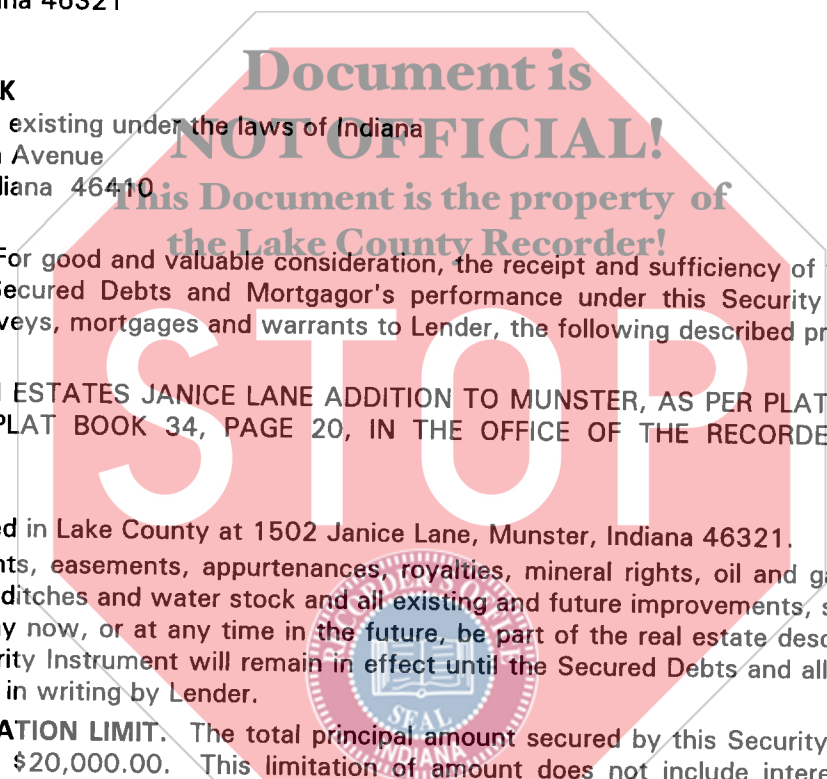 ana 46321
Document is
K
existing under the laws of Indiana
NOT OFFICIAL!
Avenue
diana 46410
This Document is the property of
the Lake County Recorder!
For good and valuable consideration, the receipt and sufficiency of
Secured Debts and Mortgagor's performance under this Security
veys, mortgages and warrants to Lender, the following described pr
STOP
ESTATES JANICE LANE ADDITION TO MUNSTER, AS PER PLAT
PLAT BOOK 34, PAGE 20, IN THE OFFICE OF THE RECORDE
ed in Lake County at 1502 Janice Lane, Munster, Indiana 46321.
nts, easements, appurtenances, royalties, mineral rights, oil and ga
ditches and water stock and all existing and future improvements, s
ay now, or at any time in the future, be part of the real estate desc
rity Instrument will remain in effect until the Secured Debts and all
in writing by Lender.
RECORDER'S OFFICE
SEAL
INDIANA
ATION LIMIT. The total principal amount secured by this Security
$20,000.00. This limitation of amount does not include intere